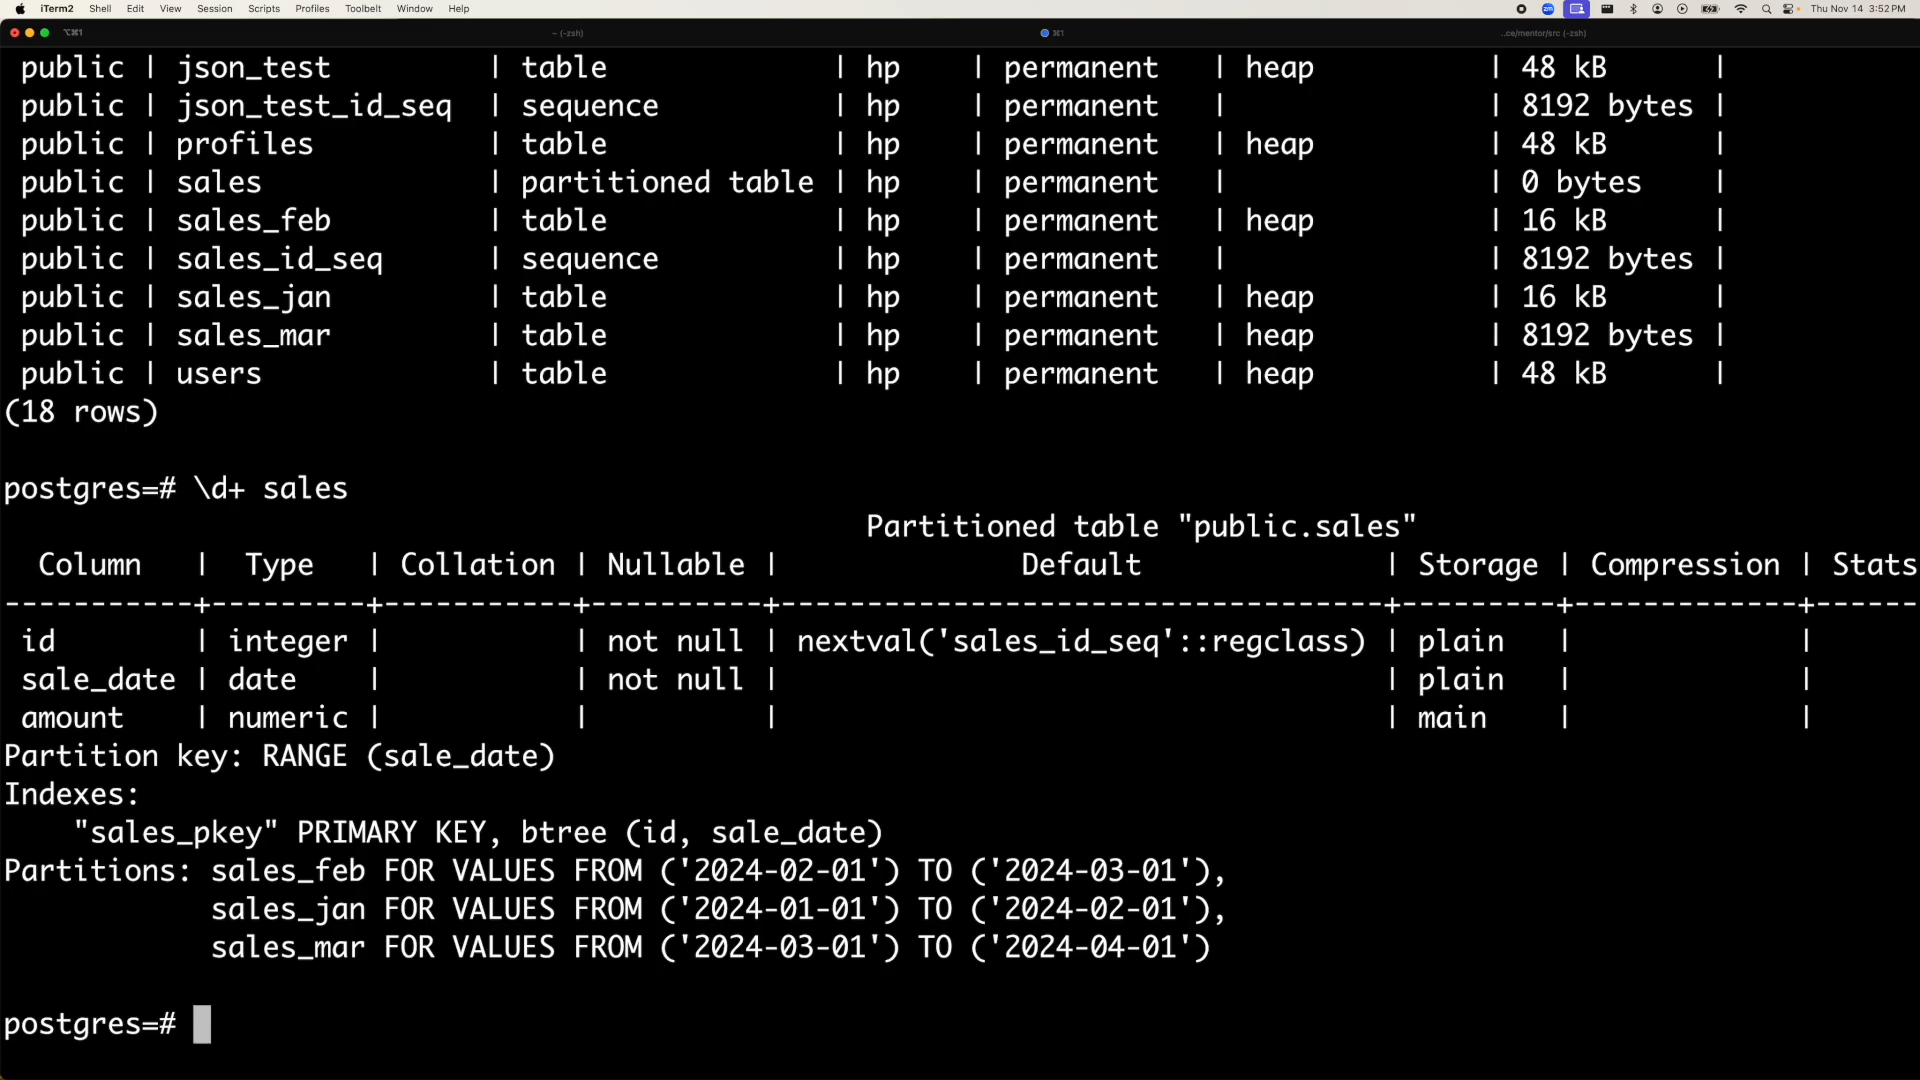 iTerm2 Shell Edit View Session Scripts Profiles Toolbelt Window Help zm Thu Nov 14 3:52 PM
⌥⌘1 ~ (-zsh) ⌘1 ..ce/mentor/src (-zsh)
public | json_test | table | hp | permanent | heap | 48 kB |
public | json_test_id_seq | sequence | hp | permanent | | 8192 bytes |
public | profiles | table | hp | permanent | heap | 48 kB |
public | sales | partitioned table | hp | permanent | | 0 bytes |
public | sales_feb | table | hp | permanent | heap | 16 kB |
public | sales_id_seq | sequence | hp | permanent | | 8192 bytes |
public | sales_jan | table | hp | permanent | heap | 16 kB |
public | sales_mar | table | hp | permanent | heap | 8192 bytes |
public | users | table | hp | permanent | heap | 48 kB |
(18 rows)
postgres=# \d+ sales
Partitioned table "public.sales"
Column | Type | Collation | Nullable | Default | Storage | Compression | Stats
-----------+---------+-----------+----------+-----------------------------------+---------+-------------+------
id | integer | | not null | nextval('sales_id_seq'::regclass) | plain | |
sale_date | date | | not null | | plain | |
amount | numeric | | | | main | |
Partition key: RANGE (sale_date)
Indexes:
"sales_pkey" PRIMARY KEY, btree (id, sale_date)
Partitions: sales_feb FOR VALUES FROM ('2024-02-01') TO ('2024-03-01'),
sales_jan FOR VALUES FROM ('2024-01-01') TO ('2024-02-01'),
sales_mar FOR VALUES FROM ('2024-03-01') TO ('2024-04-01')
postgres=#